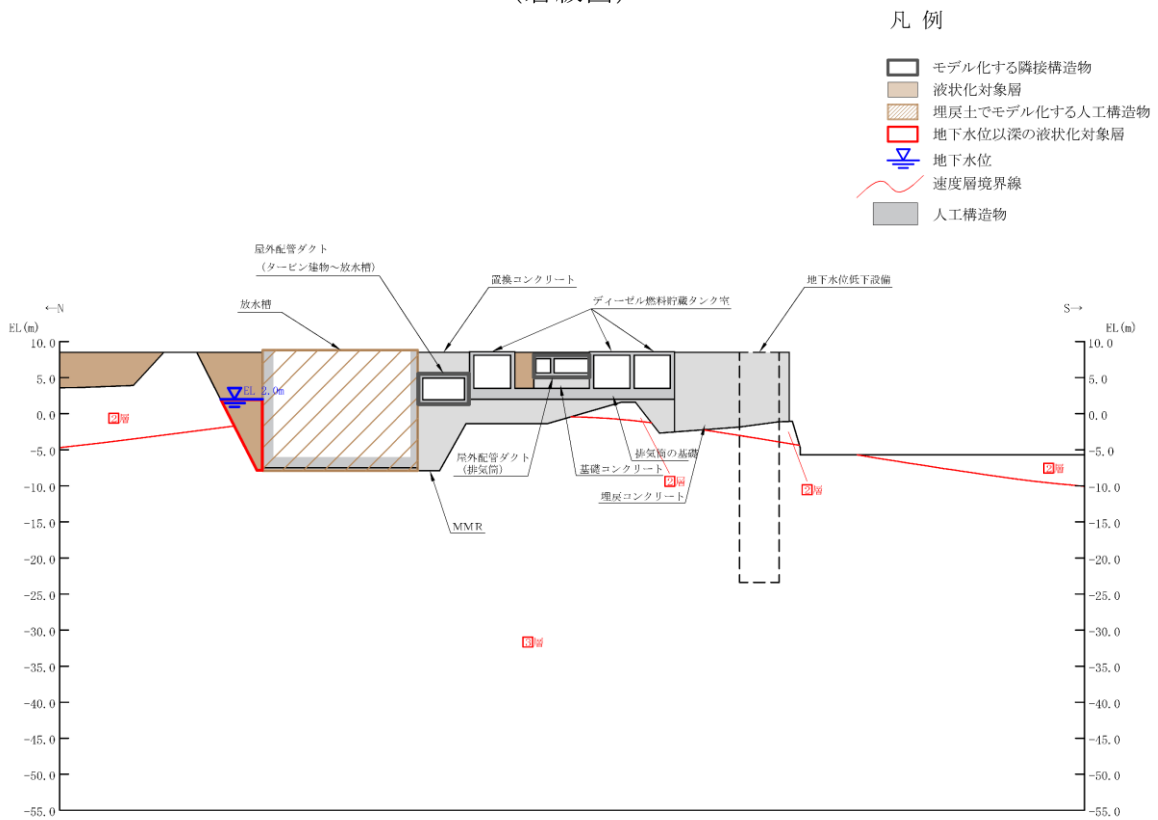 凡 例
モデル化する隣接構造物
液状化対象層
埋戻土でモデル化する人工構造物
地下水位以深の液状化対象層
地下水位
速度層境界線
人工構造物
屋外配管ダクト
(タービン建物～放水槽)
置換コンクリート
ディーゼル燃料貯蔵タンク室
地下水位低下設備
放水槽
←N
S→
EL(m)
EL(m)
10.0
10.0
5.0
5.0
EL 2.0m
0.0
0.0
②層
-5.0
-5.0
屋外配管ダクト
(排気筒)
排気筒の基礎
基礎コンクリート
②層
②層
②層
埋戻コンクリート
-10.0
-10.0
MMR
-15.0
-15.0
-20.0
-20.0
-25.0
-25.0
-30.0
-30.0
③層
-35.0
-35.0
-40.0
-40.0
-45.0
-45.0
-50.0
-50.0
-55.0
-55.0